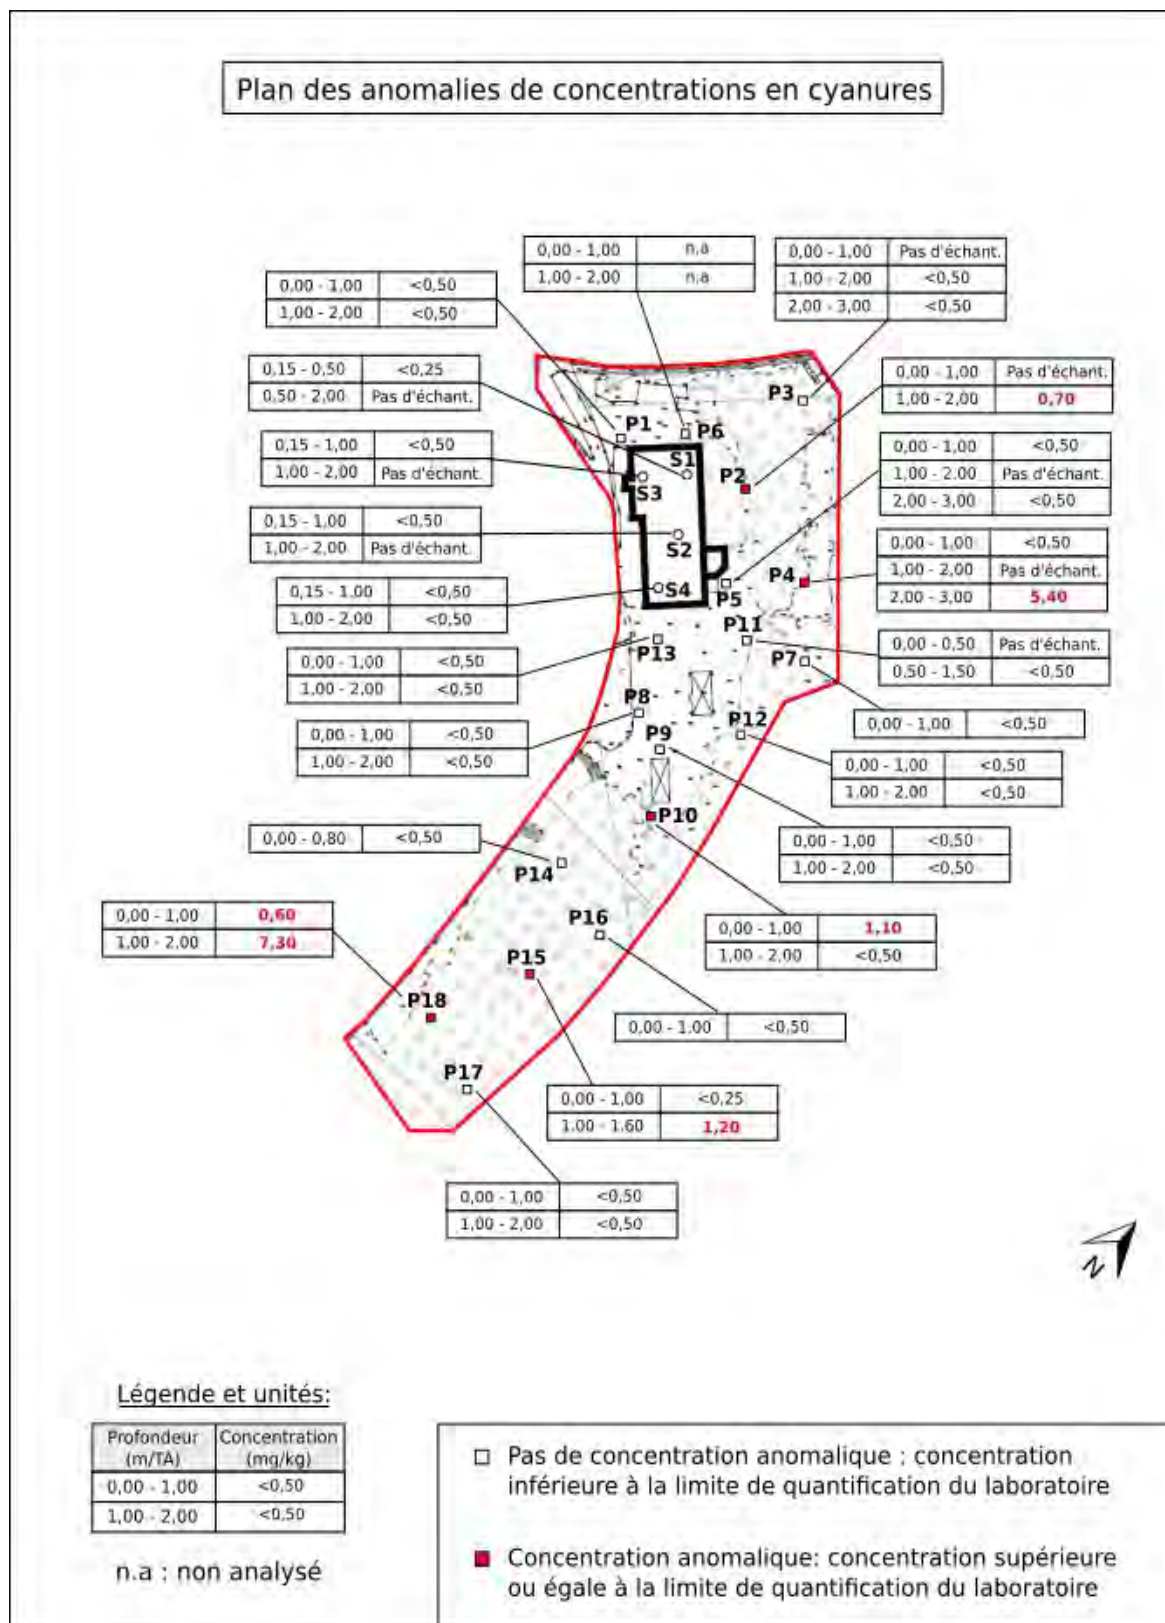 Plan des anomalies de concentrations en cyanures
0,00 - 1,00 n,a
1,00 - 2,00 n,a
0,00 - 1,00 Pas d'échant.
1,00 - 2,00 <0,50
2,00 - 3,00 <0,50
0,00 - 1,00 <0,50
1,00 - 2,00 <0,50
0,15 - 0,50 <0,25
0,50 - 2,00 Pas d'échant.
0,00 - 1,00 Pas d'échant.
1,00 - 2,00 0,70
0,15 - 1,00 <0,50
1,00 - 2,00 Pas d'échant.
0,00 - 1,00 <0,50
1,00 - 2.00 Pas d'échant.
2,00 - 3,00 <0,50
0,15 - 1,00 <0,50
1,00 - 2,00 Pas d'échant.
0,00 - 1,00 <0,50
1,00 - 2,00 Pas d'échant.
2,00 - 3,00 5,40
0,15 - 1.00 <0,50
1,00 - 2,00 <0,50
0,00 - 0,50 Pas d'échant.
0,50 - 1,50 <0,50
0,00 - 1,00 <0,50
1,00 - 2,00 <0,50
0,00 - 1,00 <0,50
0,00 - 1,00 <0,50
1,00 - 2,00 <0,50
0,00 - 1,00 <0,50
1,00 - 2,00 <0,50
0,00 - 0,80 <0,50
0,00 - 1,00 <0,50
1,00 - 2,00 <0,50
0,00 - 1,00 0,60
1,00 - 2.00 7,30
0,00 - 1,00 1,10
1,00 - 2,00 <0,50
0,00 - 1,00 <0,50
0,00 - 1,00 <0,25
1.00 - 1.60 1,20
0,00 - 1,00 <0,50
1,00 - 2,00 <0,50
P3
P1
P6
S1
P2
S3
S2
P4
S4
P5
P11
P13
P7
P8
P12
P9
P10
P14
P16
P15
P18
P17
N
Légende et unités:
Profondeur Concentration
(m/TA) (mg/kg)
0,00 - 1,00 <0,50
1,00 - 2,00 <0,50
n.a : non analysé
Pas de concentration anomalique : concentration
inférieure à la limite de quantification du laboratoire
Concentration anomalique: concentration supérieure
ou égale à la limite de quantification du laboratoire